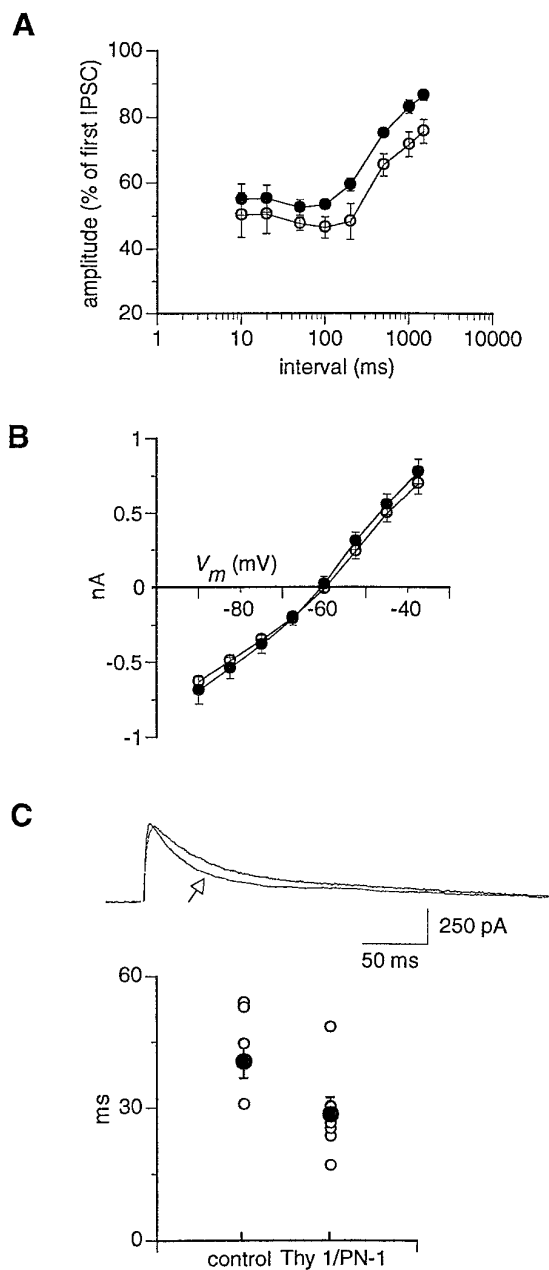 A
amplitude (% of first IPSC)
100
80
60
40
20
1
10
100
1000
10000
interval (ms)
B
nA
1
0.5
0
-0.5
-1
Vm (mV)
-80
-60
-40
C
250 pA
50 ms
ms
60
30
0
control Thy 1/PN-1